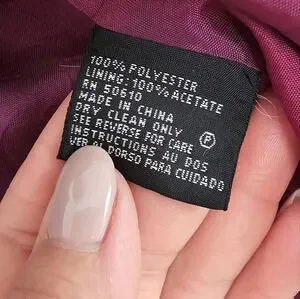 100% POLYESTER
LINING: 100% ACETATE
RN 50610
MADE IN CHINA
DRY CLEAN ONLY
SEE REVERSE FOR CARE P
INSTRUCTIONS AU DOS
VER AL DORSO PARA CUIDADO